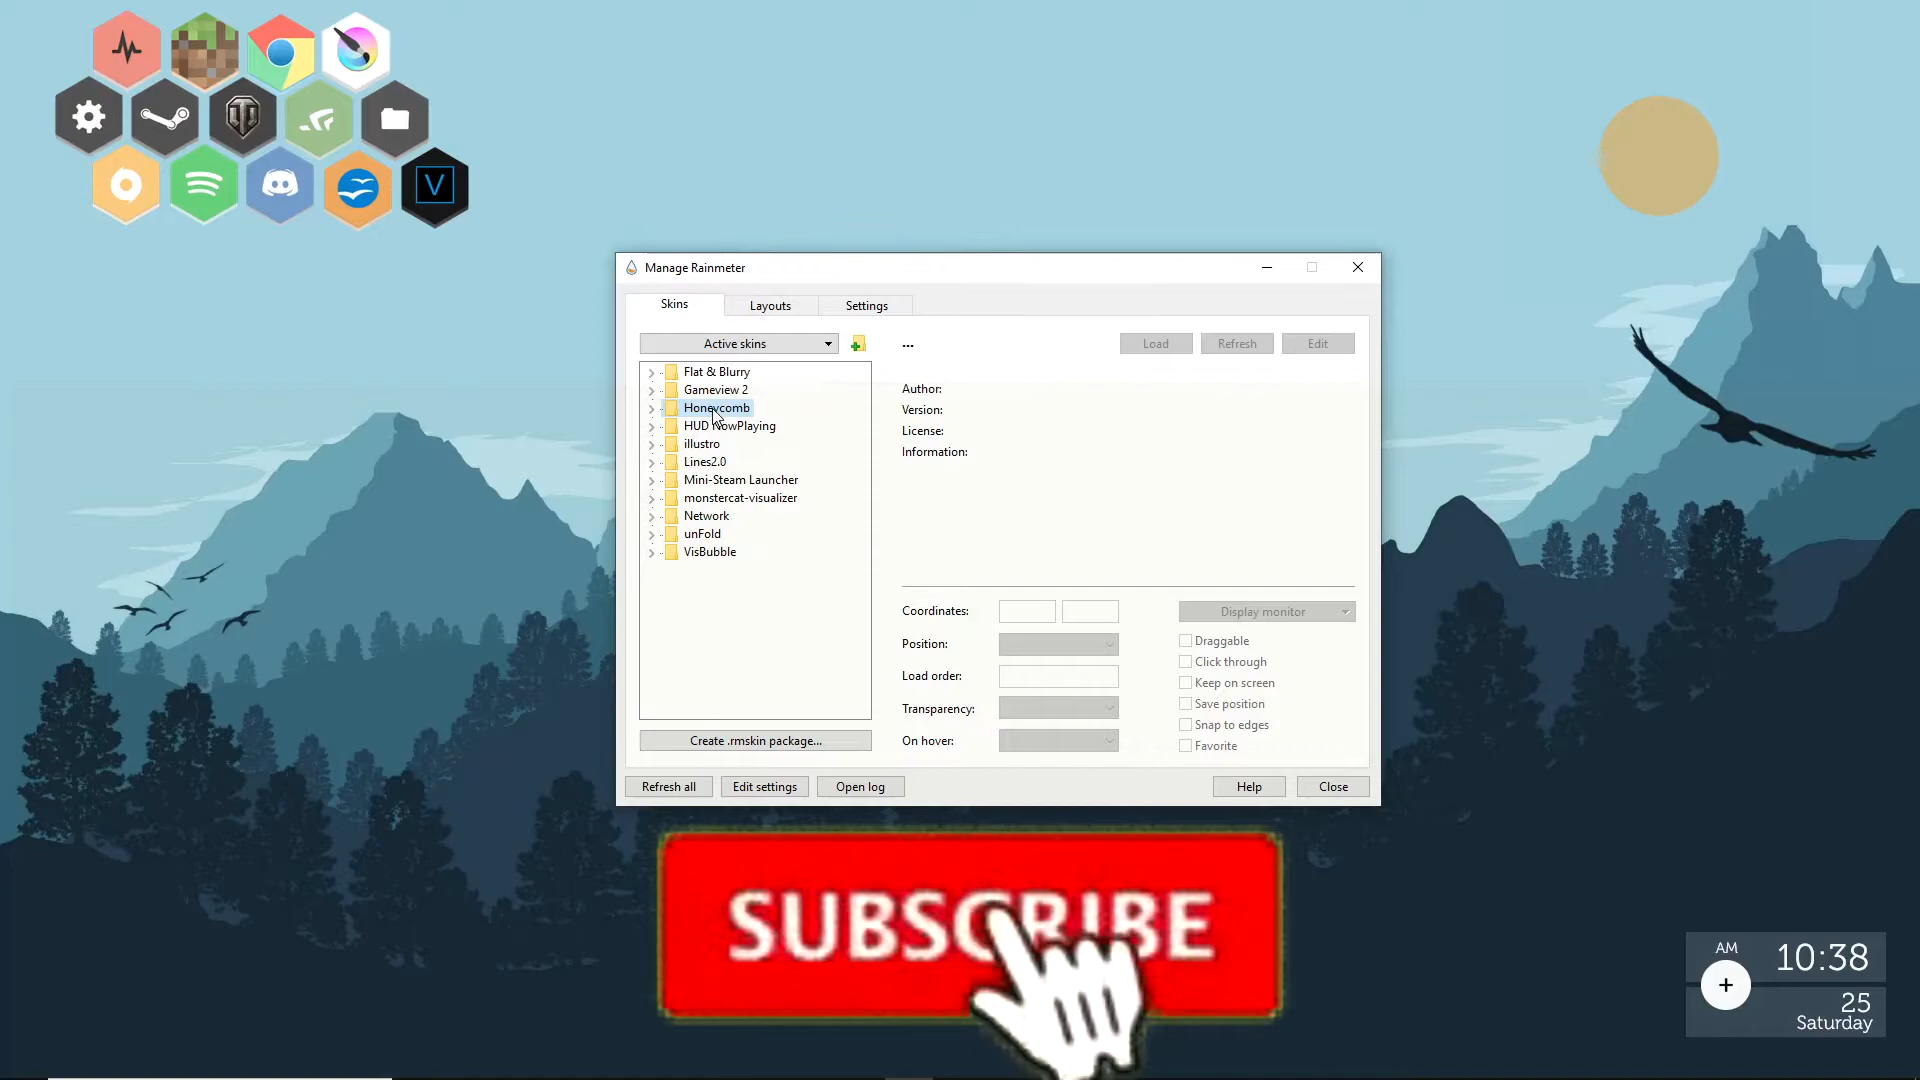 Manage Rainmeter
Skins
Layouts
Settings
Active skins
...
Load
Refresh
Edit
Flat & Blurry
Gameview 2
Honeycomb
HUD NowPlaying
illustro
Lines2.0
Mini-Steam Launcher
monstercat-visualizer
Network
unFold
VisBubble
Author:
Version:
License:
Information:
Coordinates:
Display monitor
Position:
Draggable
Click through
Load order:
Keep on screen
Transparency:
Save position
Snap to edges
On hover:
Favorite
Create .rmskin package...
Refresh all
Edit settings
Open log
Help
Close
SUBSCRIBE
AM
10:38
25
Saturday
V